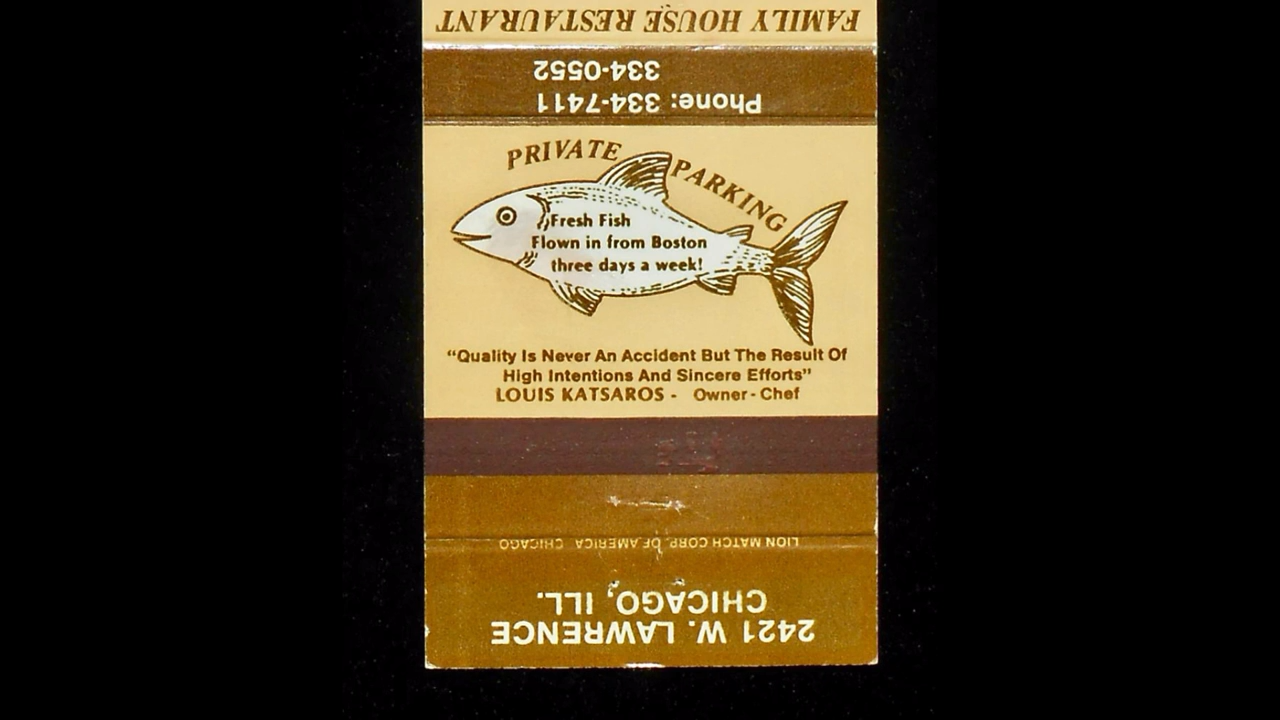 FAMILY HOUSE RESTAURANT
334-0552
Phone: 334-7411
PRIVATE PARKING
Fresh Fish
Flown in from Boston
three days a week!
"Quality Is Never An Accident But The Result Of
High Intentions And Sincere Efforts"
LOUIS KATSAROS - Owner - Chef
LION MATCH CORP. OF AMERICA CHICAGO
CHICAGO, ILL.
2421 W. LAWRENCE